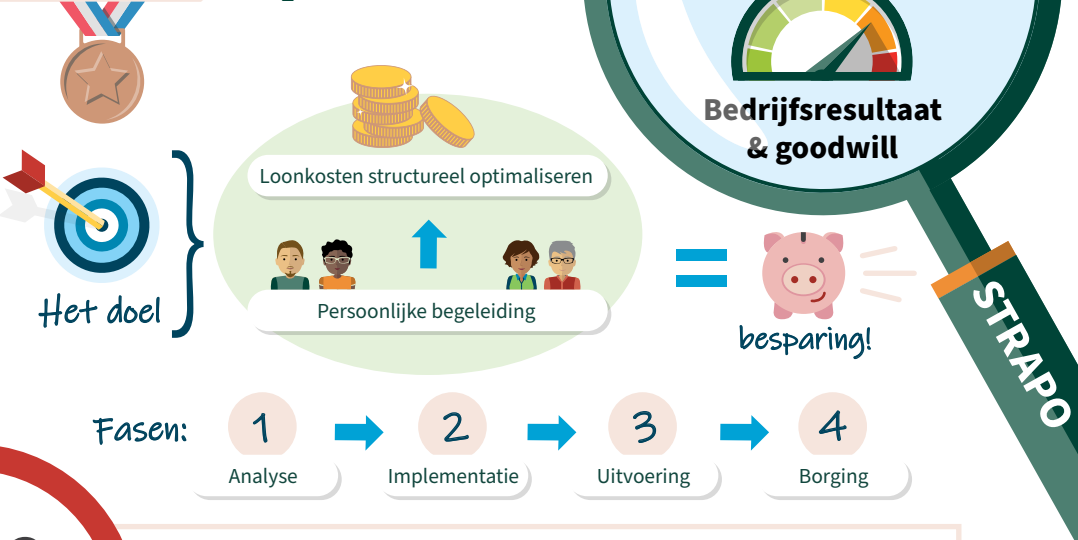 Bedrijfsresultaat
& goodwill
Loonkosten structureel optimaliseren
Persoonlijke begeleiding
Het doel
besparing!
STRAPO
Fasen:
1
2
3
4
Analyse
Implementatie
Uitvoering
Borging